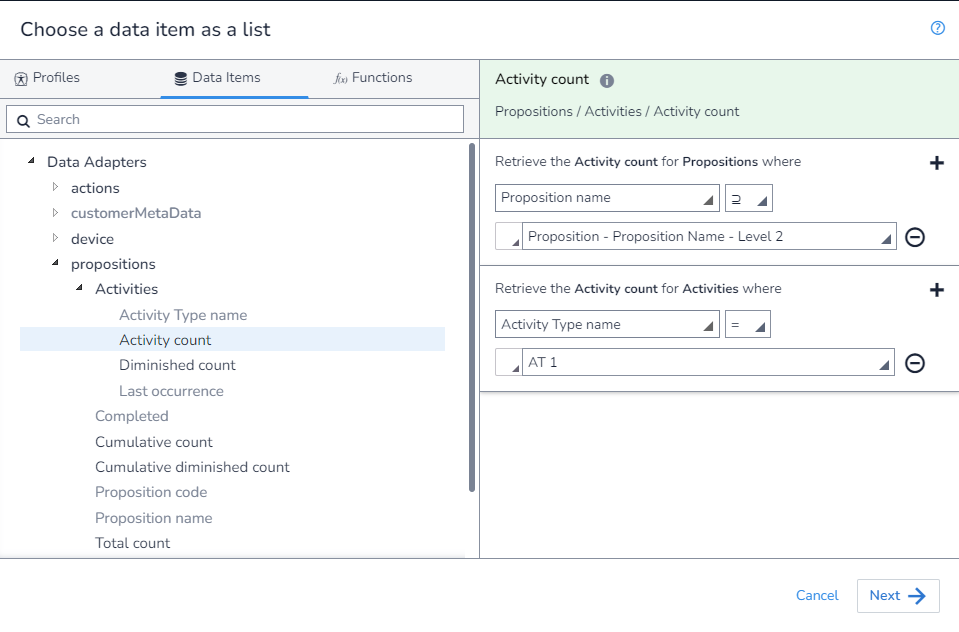 Choose a data item as a list
?
Profiles
Data Items
f(x) Functions
Search
Data Adapters
actions
customerMetaData
device
propositions
Activities
Activity Type name
Activity count
Diminished count
Last occurrence
Completed
Cumulative count
Cumulative diminished count
Proposition code
Proposition name
Total count
Activity count i
Propositions / Activities / Activity count
Retrieve the Activity count for Propositions where
Proposition name ⊇
Proposition - Proposition Name - Level 2
Retrieve the Activity count for Activities where
Activity Type name =
AT 1
Cancel
Next